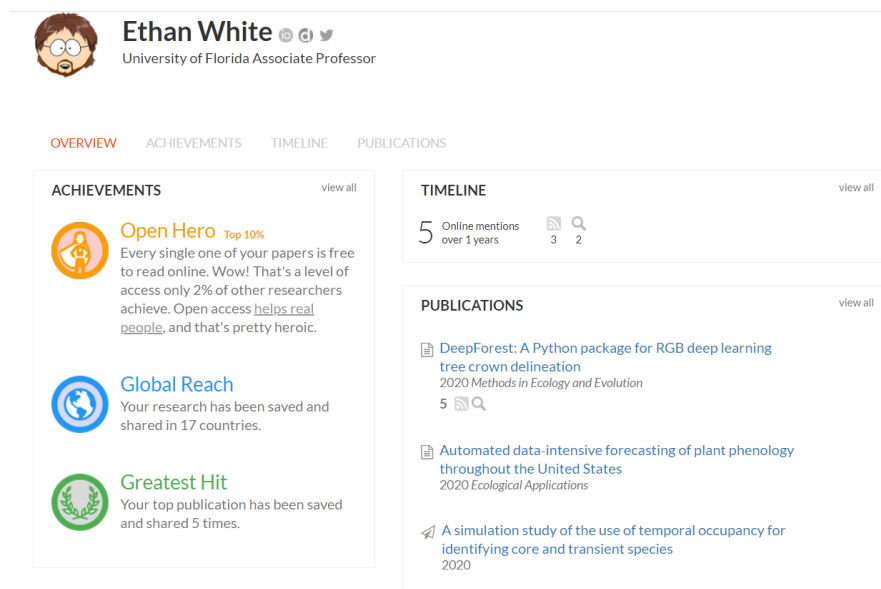 Ethan White
University of Florida Associate Professor
OVERVIEW ACHIEVEMENTS TIMELINE PUBLICATIONS
ACHIEVEMENTS view all
Open Hero Top 10%
Every single one of your papers is free
to read online. Wow! That's a level of
access only 2% of other researchers
achieve. Open access helps real
people, and that's pretty heroic.
Global Reach
Your research has been saved and
shared in 17 countries.
Greatest Hit
Your top publication has been saved
and shared 5 times.
TIMELINE view all
5 Online mentions
over 1 years
3 2
PUBLICATIONS view all
DeepForest: A Python package for RGB deep learning
tree crown delineation
2020 Methods in Ecology and Evolution
5
Automated data-intensive forecasting of plant phenology
throughout the United States
2020 Ecological Applications
A simulation study of the use of temporal occupancy for
identifying core and transient species
2020